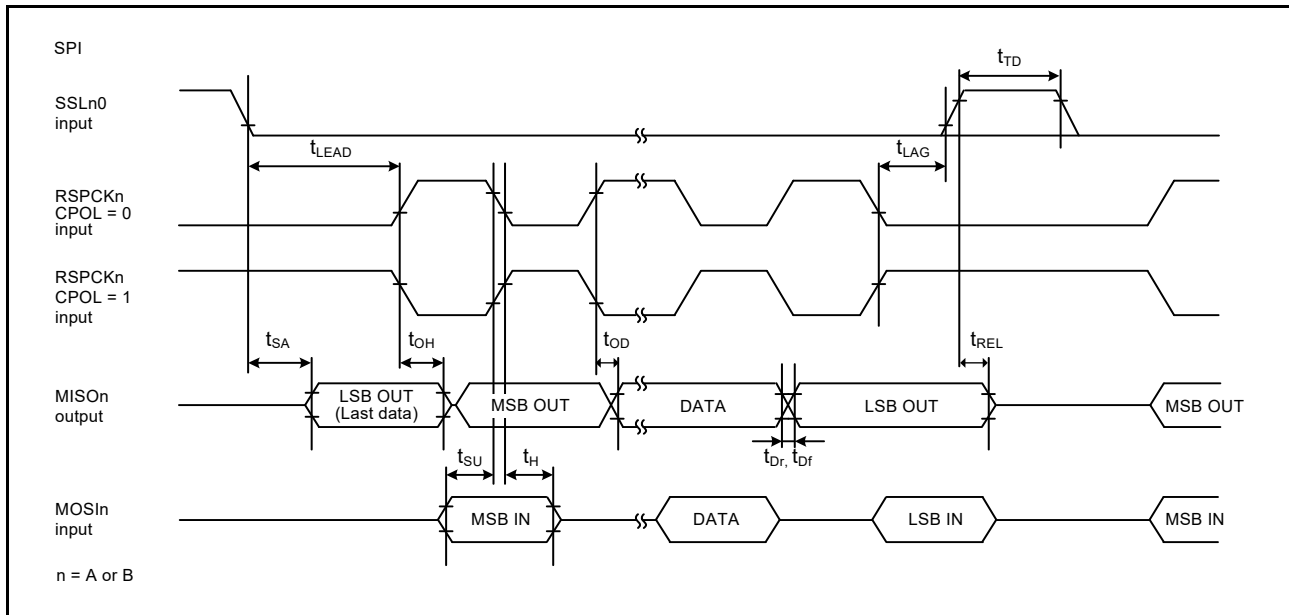 SPI
tTD
SSLn0
input
tLEAD
tLAG
RSPCKn
CPOL = 0
input
RSPCKn
CPOL = 1
input
tSA
tOH
tOD
tREL
MISOn
output
LSB OUT
(Last data)
MSB OUT
DATA
LSB OUT
MSB OUT
tSU
tH
tDr, tDf
MOSIn
input
MSB IN
DATA
LSB IN
MSB IN
n = A or B